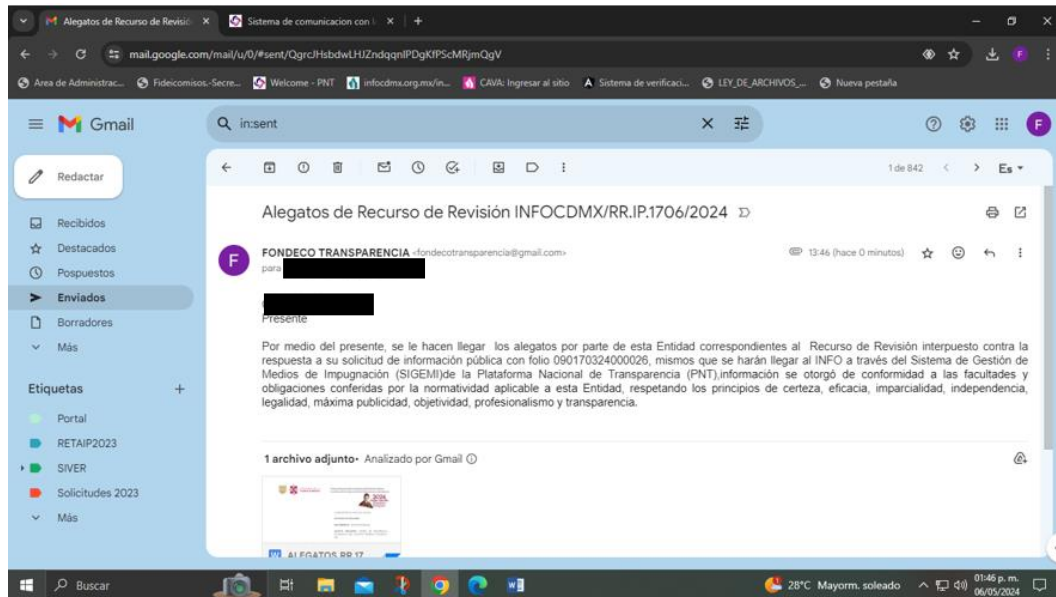 Alegatos de Recurso de Revisió
Sistema de comunicacion con l
mail.google.com/mail/u/0/#sent/QgrcJHsbdwLHJZndqqnlPDgKfPScMRjmQgV
Area de Administrac...
Fideicomisos.-Secre...
Welcome - PNT
infocdmx.org.mx/in...
CAVA: Ingresar al sitio
Sistema de verificaci...
LEY_DE_ARCHIVOS_...
Nueva pestaña
Gmail
in:sent
F
Redactar
1 de 842
Es
Recibidos
Destacados
Pospuestos
Enviados
Borradores
Más
Etiquetas
Portal
RETAIP2023
SIVER
Solicitudes 2023
Más
Alegatos de Recurso de Revisión INFOCDMX/RR.IP.1706/2024
F
FONDECO TRANSPARENCIA <fondecotransparencia@gmail.com>
13:46 (hace 0 minutos)
para
Presente
Por medio del presente, se le hacen llegar los alegatos por parte de esta Entidad correspondientes al Recurso de Revisión interpuesto contra la
respuesta a su solicitud de información pública con folio 090170324000026, mismos que se harán llegar al INFO a través del Sistema de Gestión de
Medios de Impugnación (SIGEMI)de la Plataforma Nacional de Transparencia (PNT),información se otorgó de conformidad a las facultades y
obligaciones conferidas por la normatividad aplicable a esta Entidad, respetando los principios de certeza, eficacia, imparcialidad, independencia,
legalidad, máxima publicidad, objetividad, profesionalismo y transparencia.
1 archivo adjunto• Analizado por Gmail
W ALEGATOS RR 17...
Buscar
28°C Mayorm. soleado
01:46 p. m.
06/05/2024